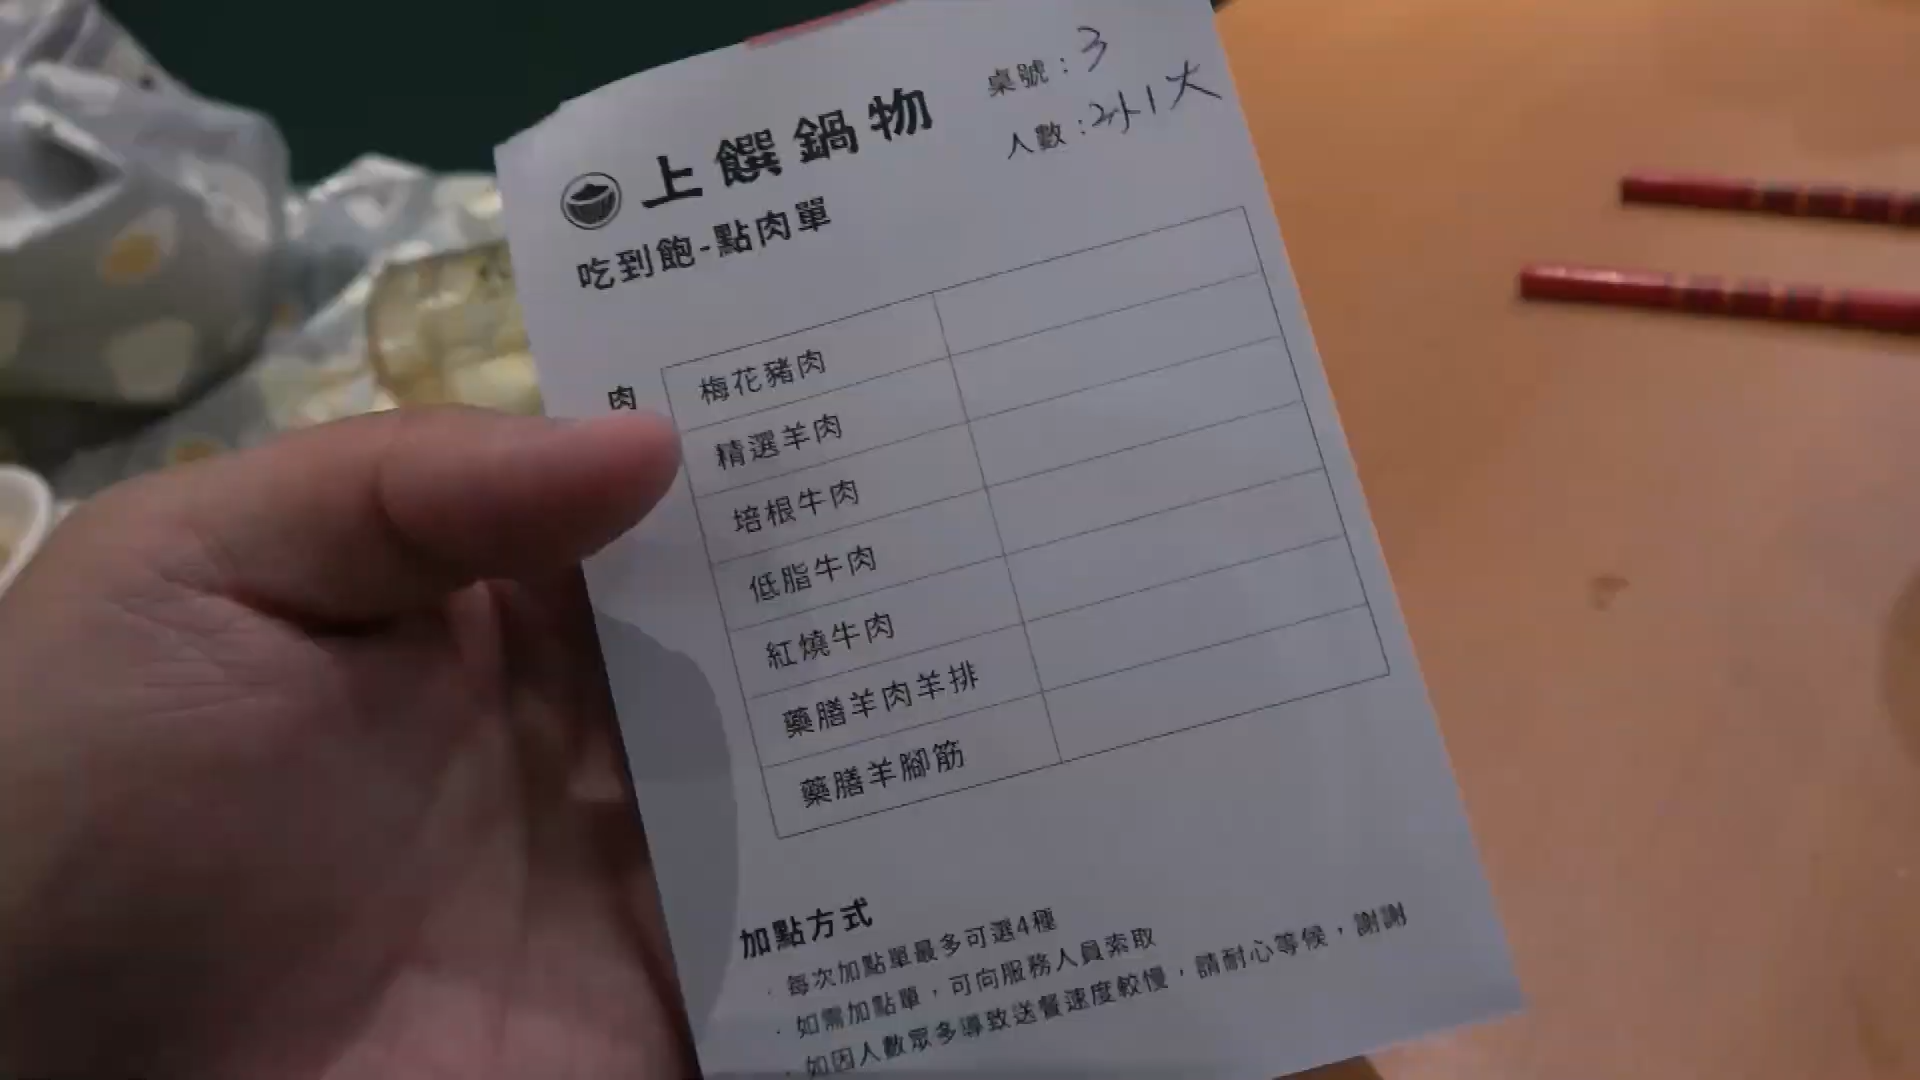 桌號：3
人數：2小1大
上饌鍋物
吃到飽-點肉單
肉
梅花豬肉
精選羊肉
培根牛肉
低脂牛肉
紅燒牛肉
藥膳羊肉羊排
藥膳羊腳筋
加點方式
· 每次加點單最多可選4種
· 如需加點單，可向服務人員索取
· 如因人數眾多導致送餐速度較慢，請耐心等候，謝謝